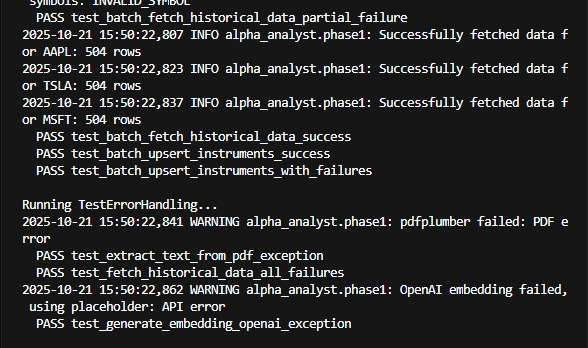 symbols: INVALID_SYMBOL
PASS test_batch_fetch_historical_data_partial_failure
2025-10-21 15:50:22,807 INFO alpha_analyst.phase1: Successfully fetched data f
or AAPL: 504 rows
2025-10-21 15:50:22,823 INFO alpha_analyst.phase1: Successfully fetched data f
or TSLA: 504 rows
2025-10-21 15:50:22,837 INFO alpha_analyst.phase1: Successfully fetched data f
or MSFT: 504 rows
PASS test_batch_fetch_historical_data_success
PASS test_batch_upsert_instruments_success
PASS test_batch_upsert_instruments_with_failures
Running TestErrorHandling...
2025-10-21 15:50:22,841 WARNING alpha_analyst.phase1: pdfplumber failed: PDF e
rror
PASS test_extract_text_from_pdf_exception
PASS test_fetch_historical_data_all_failures
2025-10-21 15:50:22,862 WARNING alpha_analyst.phase1: OpenAI embedding failed,
using placeholder: API error
PASS test_generate_embedding_openai_exception